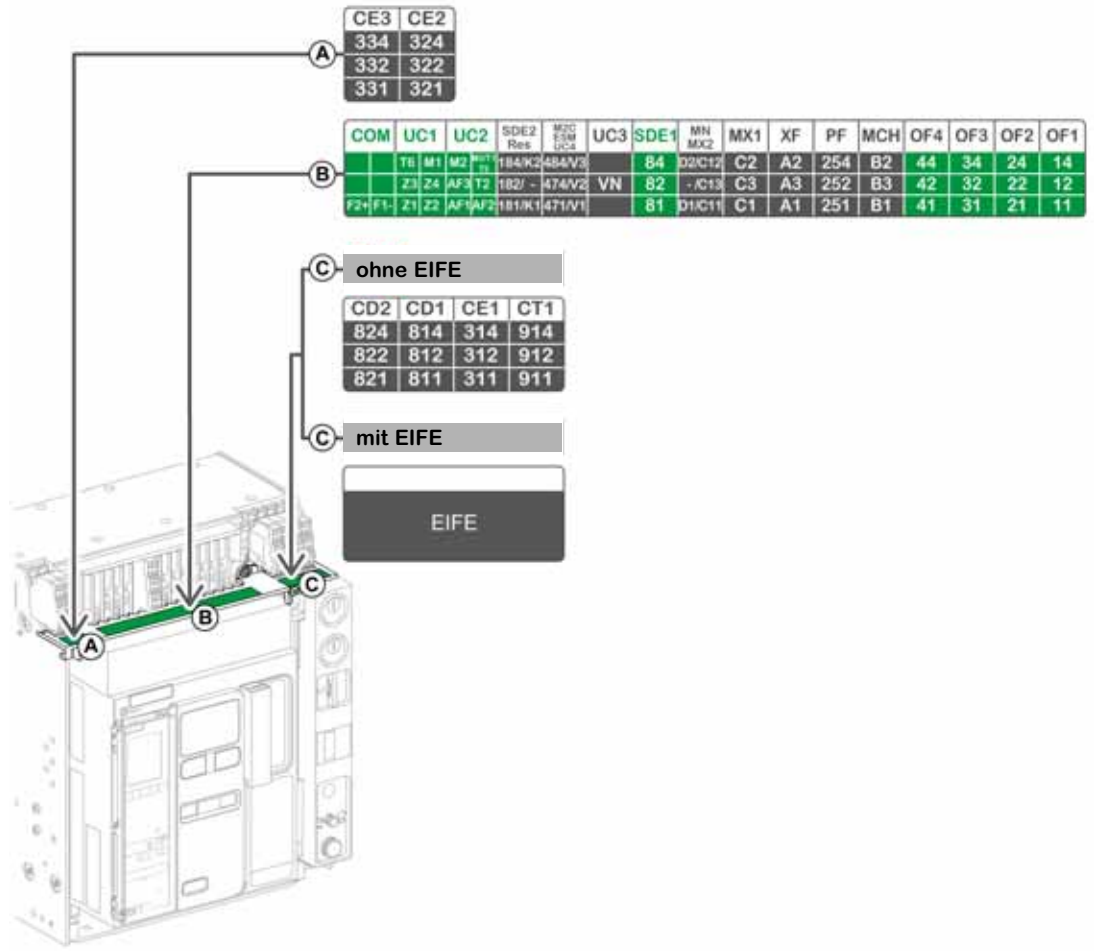 CE3 CE2
334 324
332 322
331 321
A
COM UC1 UC2 SDE2 Res M2C ESM UC4 UC3 SDE1 MN MX2 MX1 XF PF MCH OF4 OF3 OF2 OF1
T6 M1 M2 184/K2 484/V3 84 D2/C12 C2 A2 254 B2 44 34 24 14
B
Z3 Z4 AF3 T2 182/ - 474/V2 VN 82 - /C13 C3 A3 252 B3 42 32 22 12
F2+ F1- Z1 Z2 AF1 AF2 181/K1 471/V1 81 D1/C11 C1 A1 251 B1 41 31 21 11
C ohne EIFE
CD2 CD1 CE1 CT1
824 814 314 914
822 812 312 912
821 811 311 911
C mit EIFE
EIFE
C
B
A